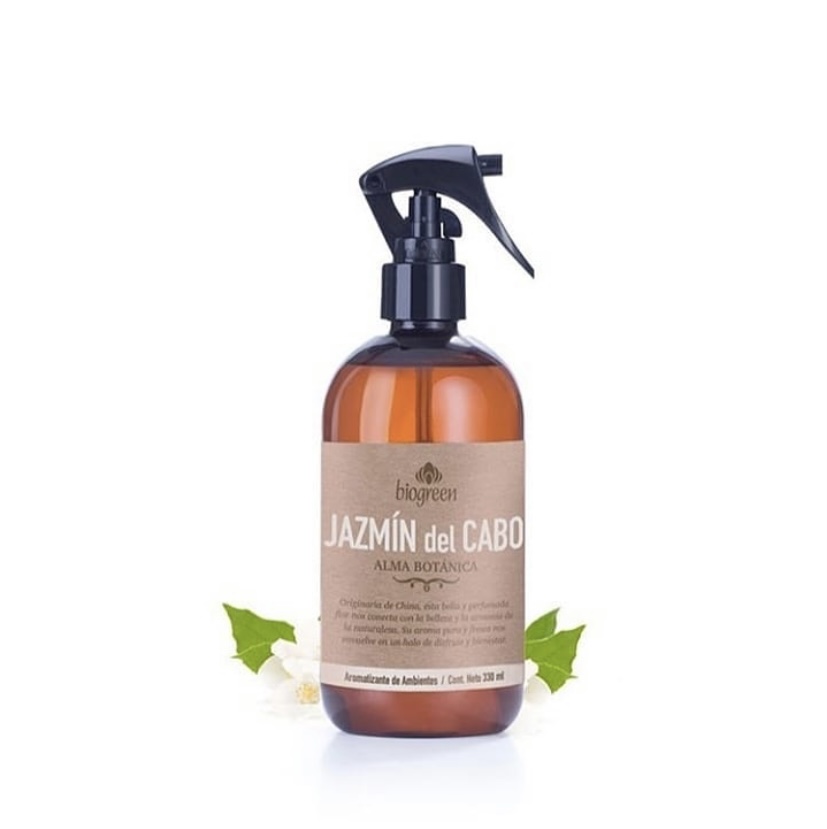 biogreen
JAZMÍN del CABO
ALMA BOTÁNICA
Originaria de China, esta bella y perfumada
flor nos conecta con la belleza y la armonía de
la naturaleza. Su aroma puro y fresco nos
envuelve en un halo de disfrute y bienestar.
Aromatizante de Ambientes / Cont. Neto 330 ml